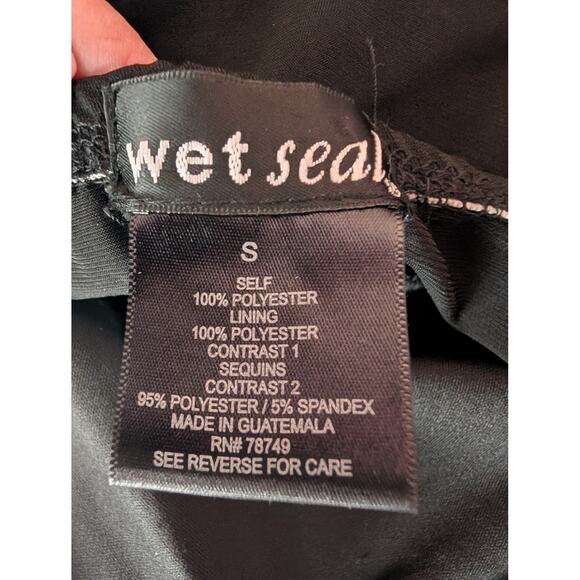 wet seal
S
SELF
100% POLYESTER
LINING
100% POLYESTER
CONTRAST 1
SEQUINS
CONTRAST 2
95% POLYESTER / 5% SPANDEX
MADE IN GUATEMALA
RN# 78749
SEE REVERSE FOR CARE